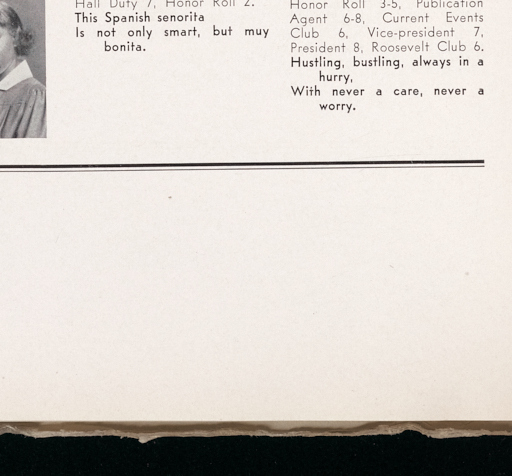 Hall Duty 7, Honor Roll 2.
This Spanish senorita
Is not only smart, but muy
bonita.
Honor Roll 3-5, Publication
Agent 6-8, Current Events
Club 6, Vice-president 7,
President 8, Roosevelt Club 6.
Hustling, bustling, always in a
hurry,
With never a care, never a
worry.